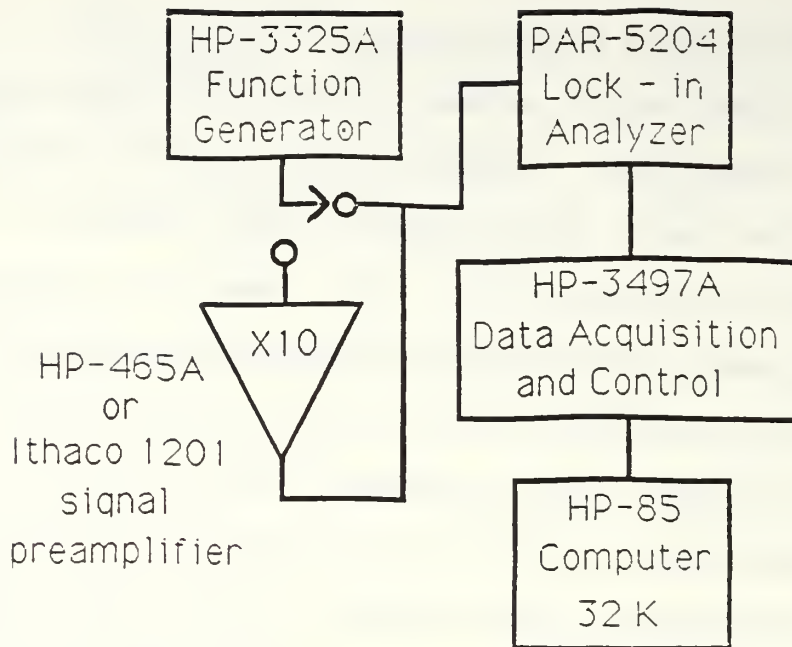 HP-3325A
Function
Generator
PAR-5204
Lock - in
Analyzer
HP-3497A
Data Acquisition
and Control
X10
HP-465A
or
Ithaco 1201
signal
preamplifier
HP-85
Computer
32 K